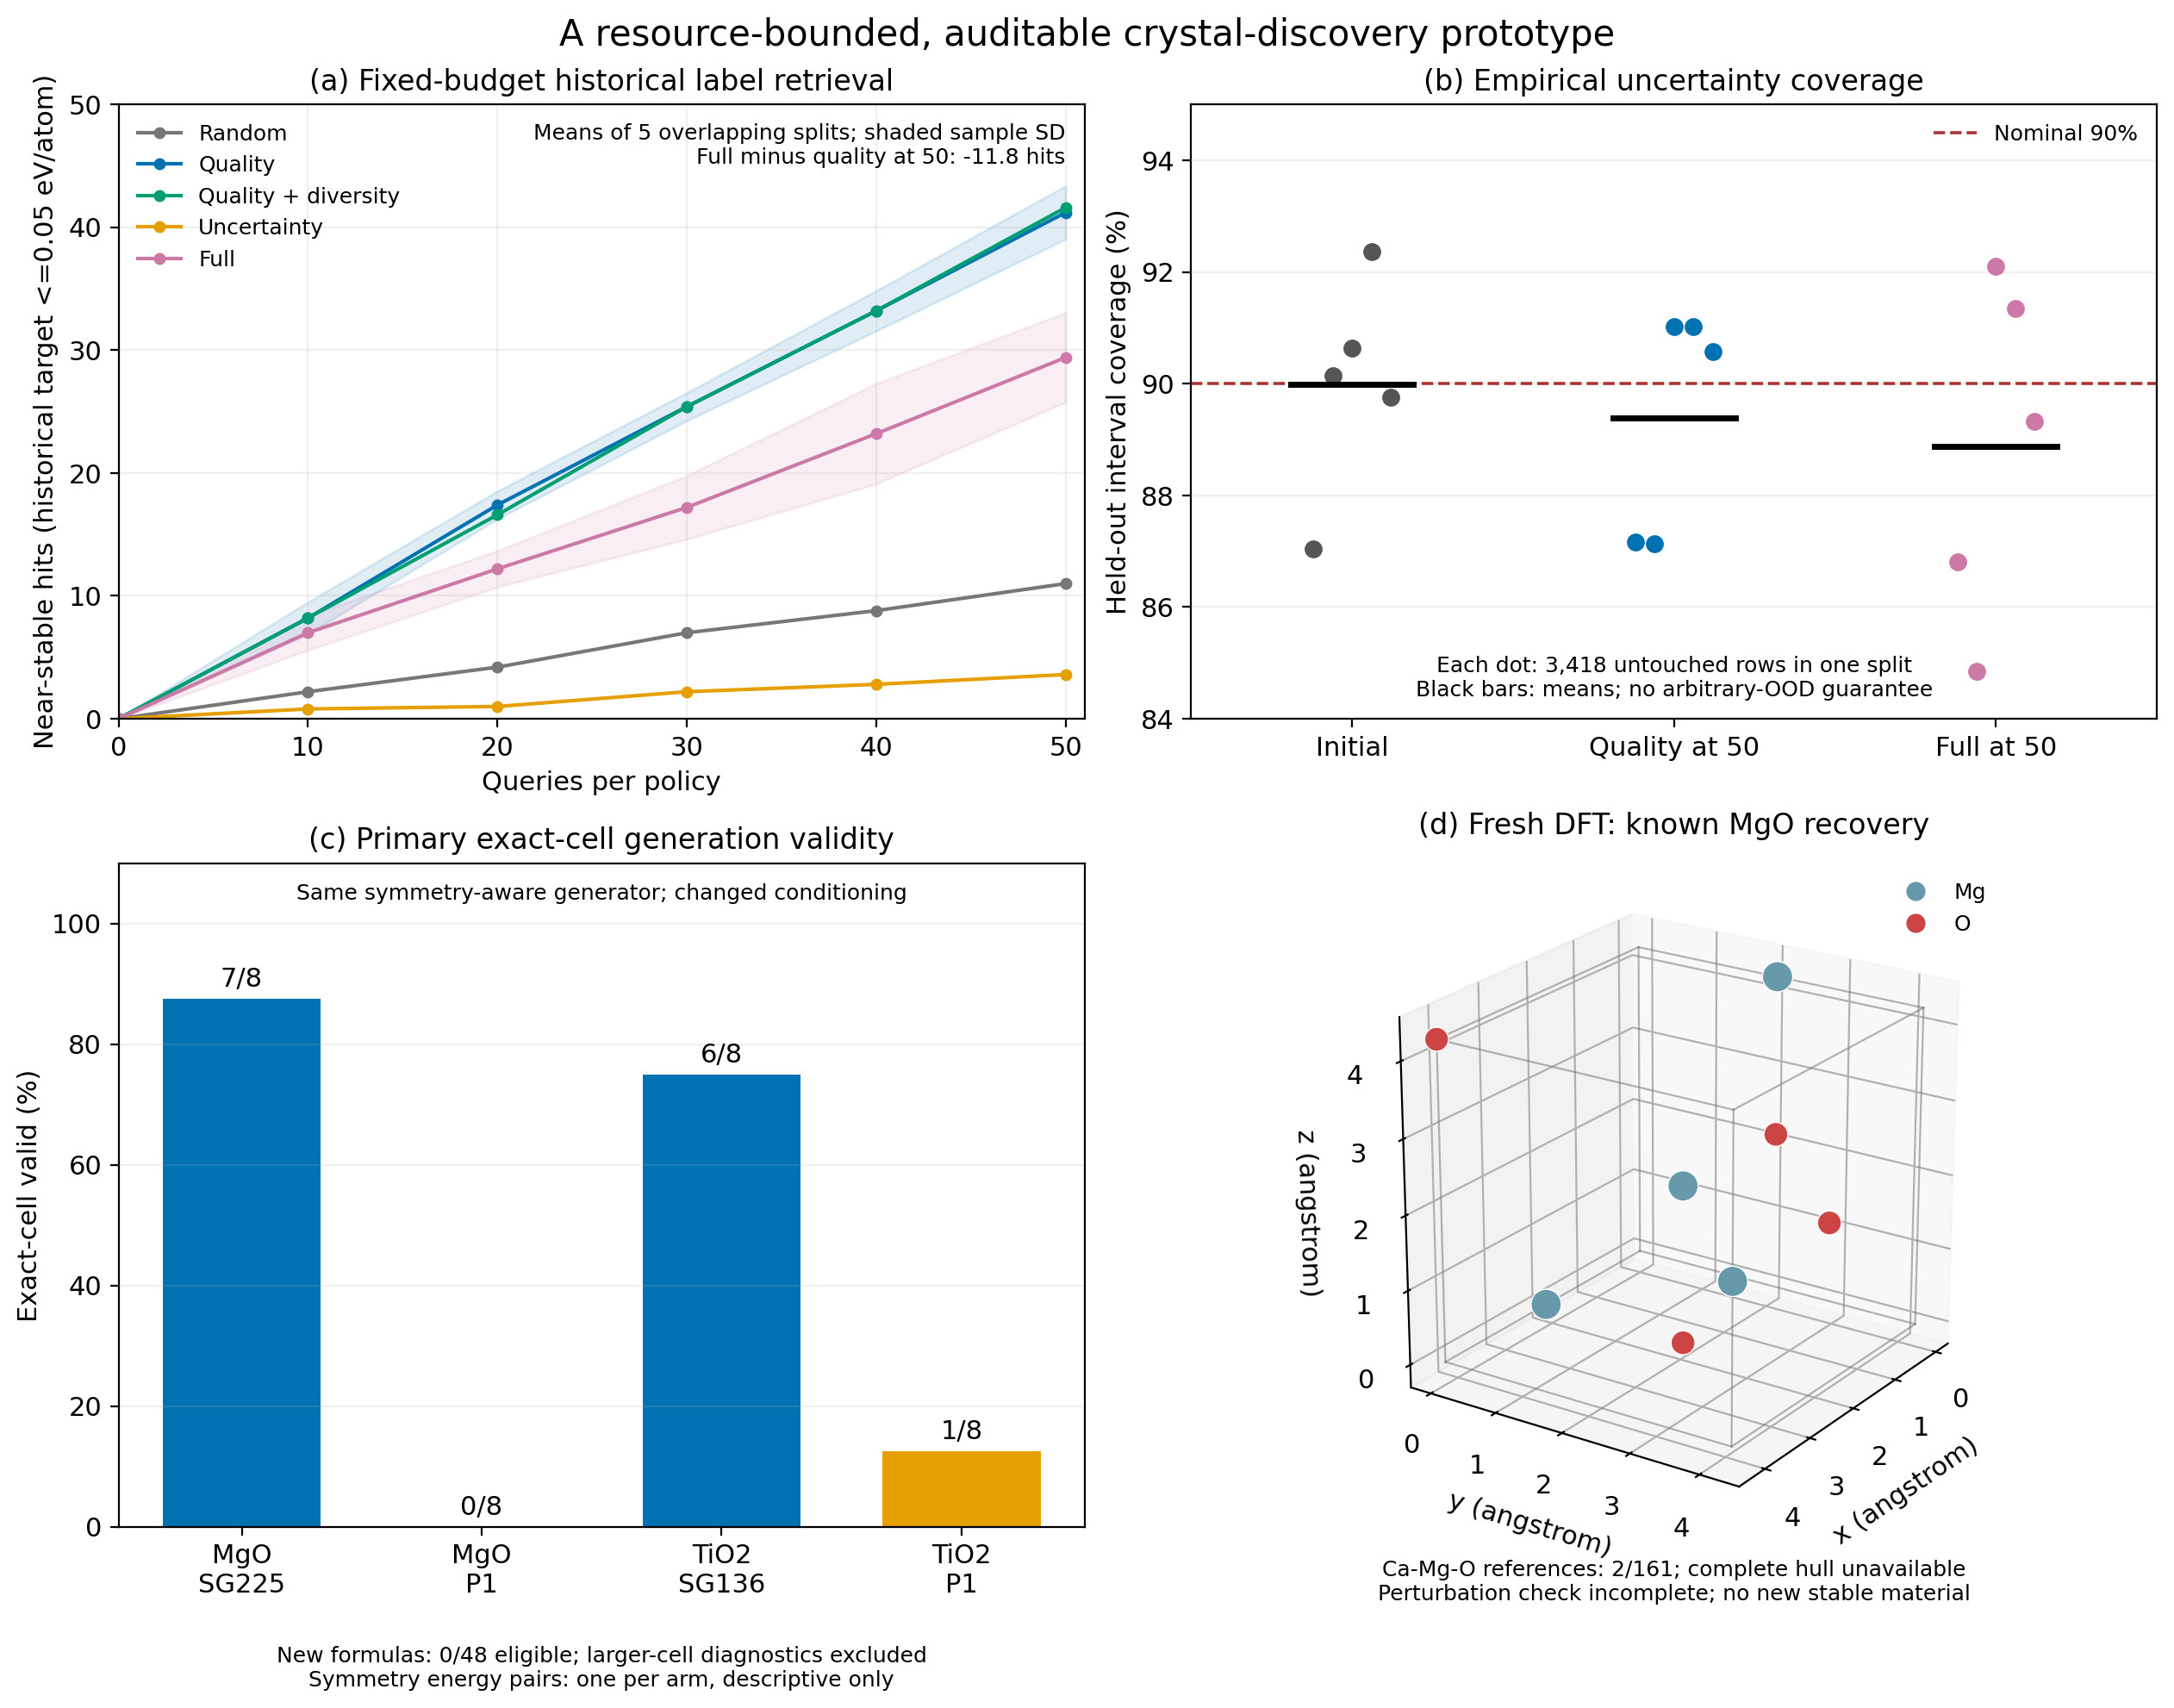 A resource-bounded, auditable crystal-discovery prototype
(a) Fixed-budget historical label retrieval
Near-stable hits (historical target <=0.05 eV/atom)
50
40
30
20
10
0
Random
Quality
Quality + diversity
Uncertainty
Full
Means of 5 overlapping splits; shaded sample SD
Full minus quality at 50: -11.8 hits
0
10
20
30
40
50
Queries per policy
(b) Empirical uncertainty coverage
Held-out interval coverage (%)
94
92
90
88
86
84
Nominal 90%
Each dot: 3,418 untouched rows in one split
Black bars: means; no arbitrary-OOD guarantee
Initial
Quality at 50
Full at 50
(c) Primary exact-cell generation validity
Exact-cell valid (%)
100
80
60
40
20
0
Same symmetry-aware generator; changed conditioning
7/8
0/8
6/8
1/8
MgO
SG225
MgO
P1
TiO2
SG136
TiO2
P1
New formulas: 0/48 eligible; larger-cell diagnostics excluded
Symmetry energy pairs: one per arm, descriptive only
(d) Fresh DFT: known MgO recovery
Mg
O
z (angstrom)
4
3
2
1
0
0
1
2
3
4
y (angstrom)
0
1
2
3
4
x (angstrom)
Ca-Mg-O references: 2/161; complete hull unavailable
Perturbation check incomplete; no new stable material